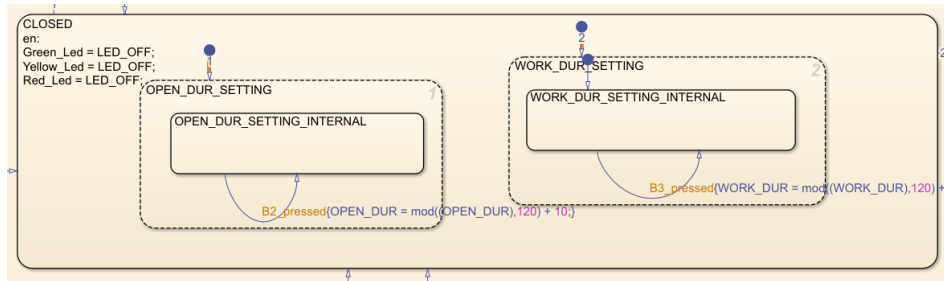 CLOSED
en:
Green_Led = LED_OFF;
Yellow_Led = LED_OFF;
Red_Led = LED_OFF;
1
OPEN_DUR_SETTING
1
OPEN_DUR_SETTING_INTERNAL
B2_pressed{OPEN_DUR = mod((OPEN_DUR),120) + 10;}
2
WORK_DUR_SETTING
2
WORK_DUR_SETTING_INTERNAL
B3_pressed{WORK_DUR = mod((WORK_DUR),120) +
2